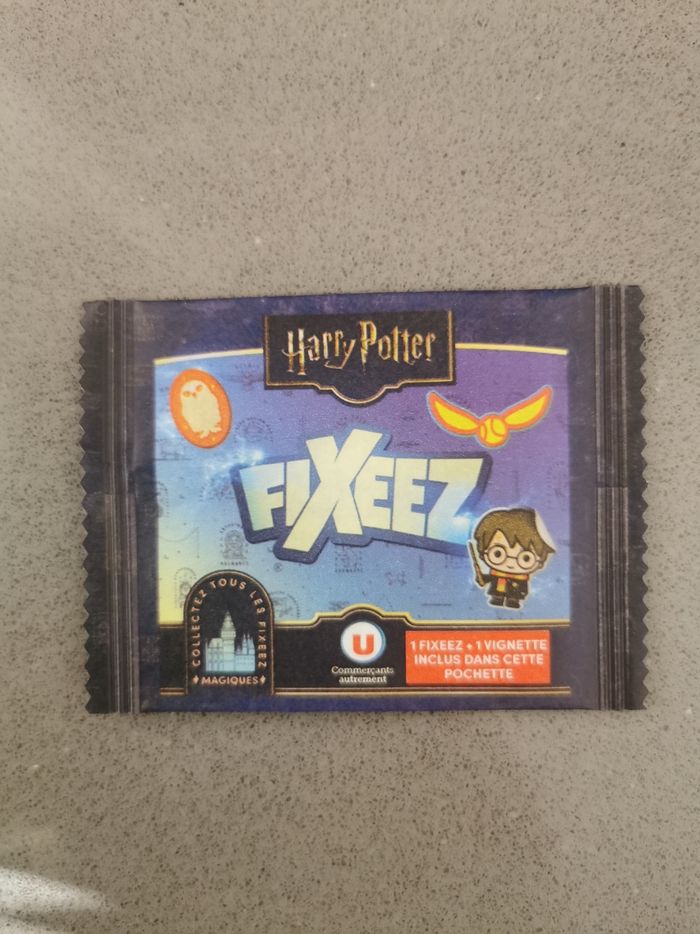 Harry Potter
FIXEEZ
COLLECTEZ TOUS LES FIXEEZ
MAGIQUES
U
Commerçants
autrement
1 FIXEEZ + 1 VIGNETTE
INCLUS DANS CETTE
POCHETTE